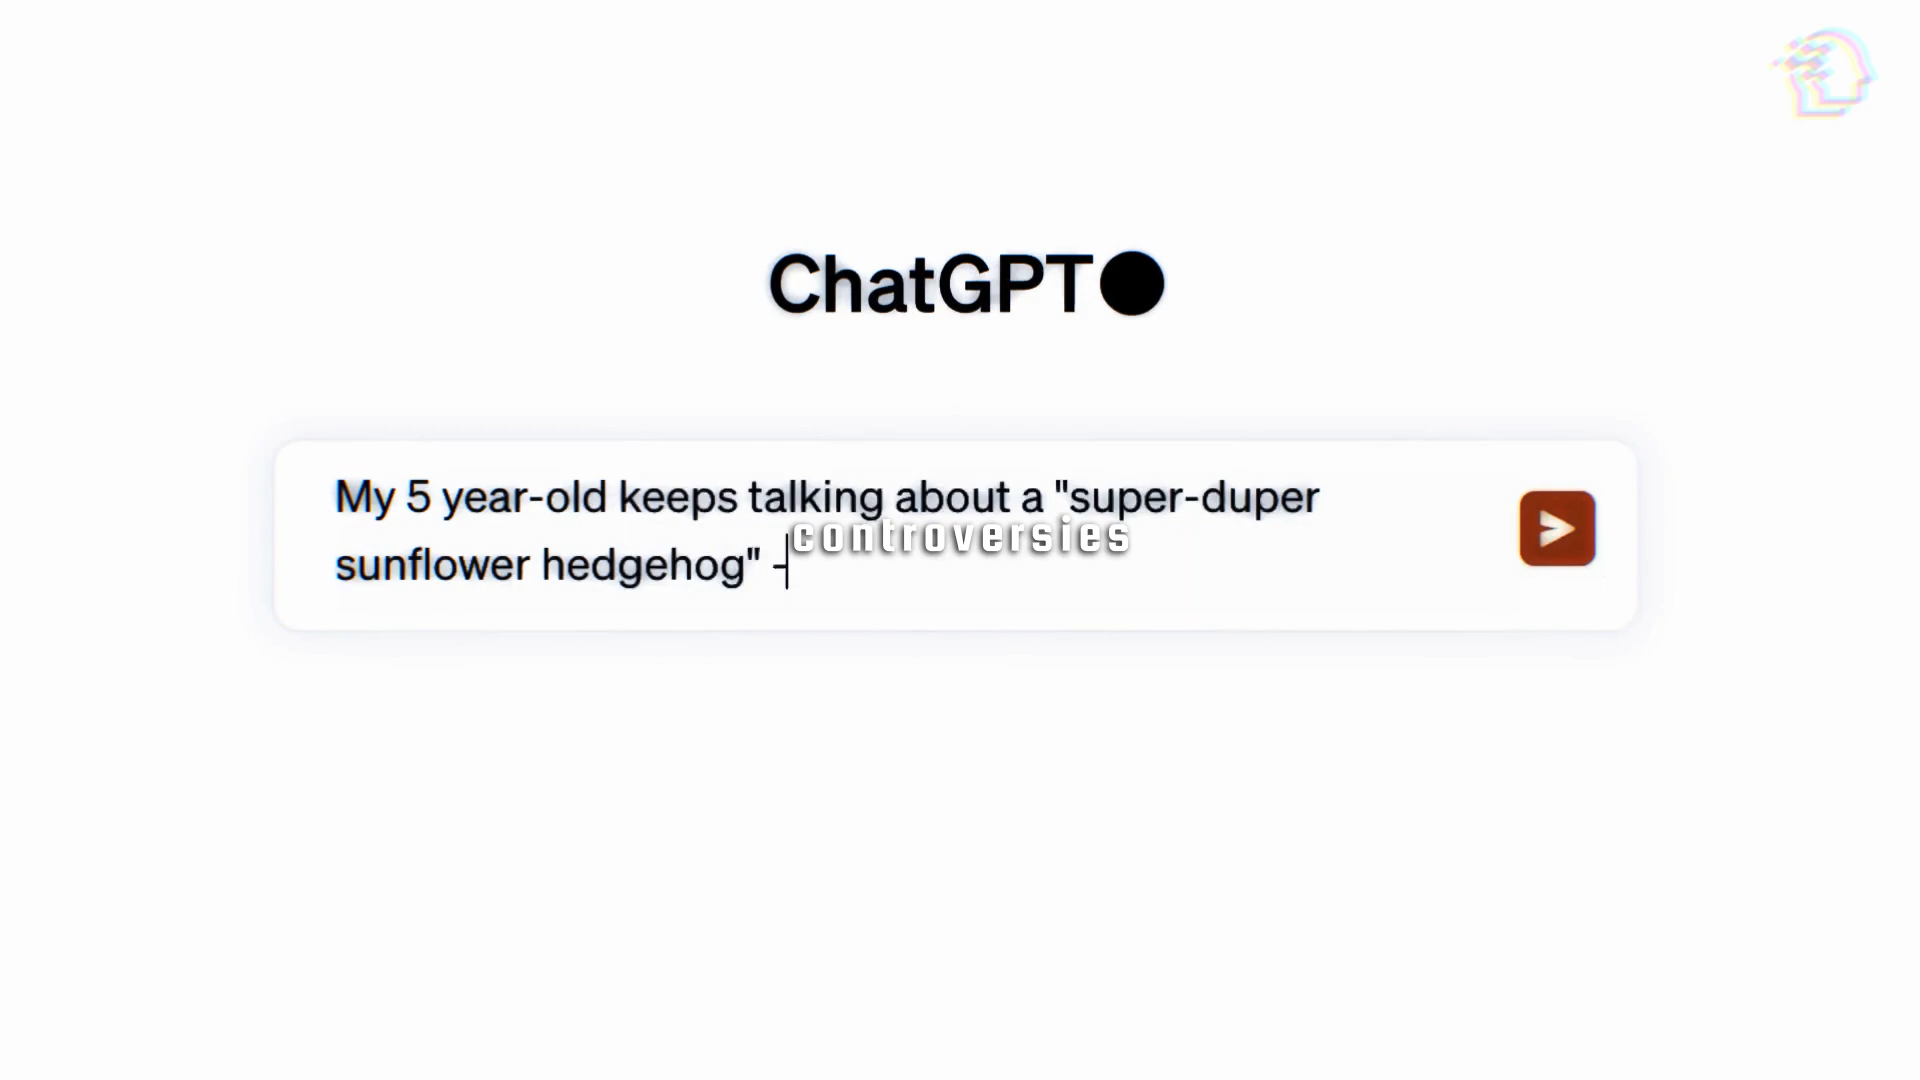 ChatGPT
My 5 year-old keeps talking about a "super-duper
controversies
sunflower hedgehog" -